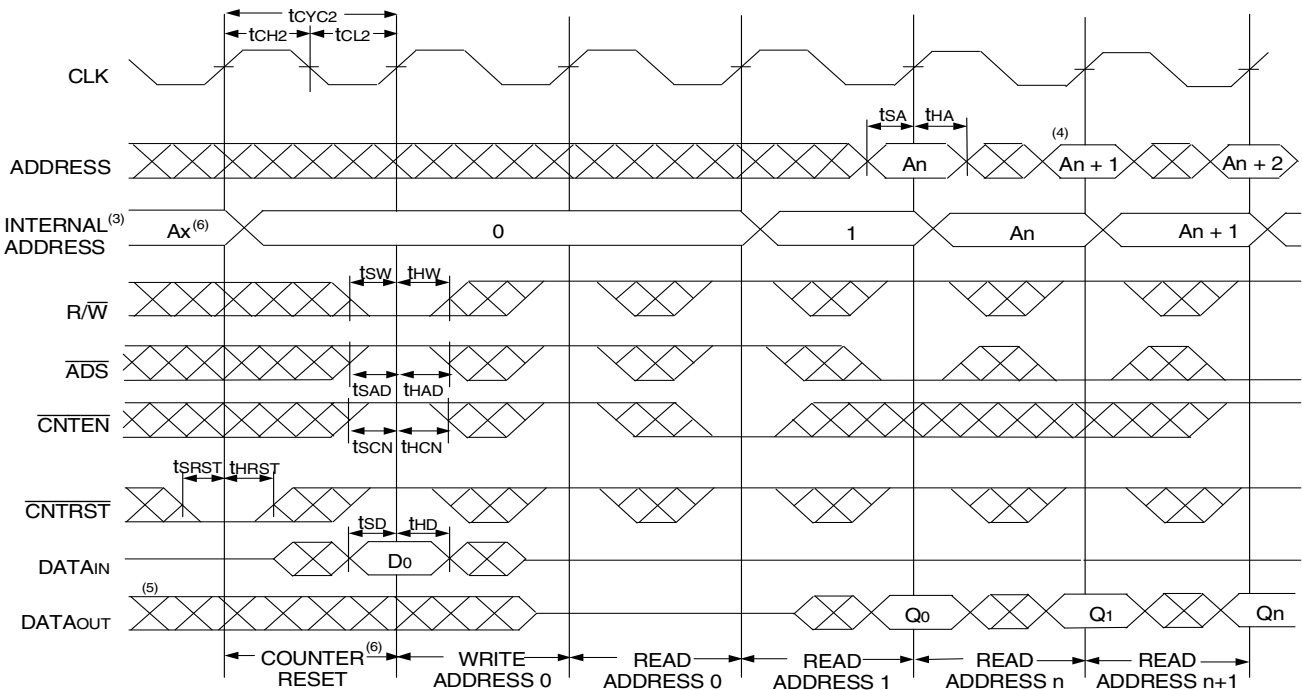 tCYC2
tCH2 tCL2
CLK
tSA tHA
(4)
ADDRESS An An + 1 An + 2
INTERNAL(3)
ADDRESS
Ax(6) 0 1 An An + 1
tSW tHW
R/W̅
A̅D̅S̅
tSAD tHAD
C̅N̅T̅E̅N̅
tSCN tHCN
tSRST tHRST
C̅N̅T̅R̅S̅T̅
tSD tHD
DATAIN D0
(5)
DATAOUT Q0 Q1 Qn
COUNTER(6)
RESET
WRITE
ADDRESS 0
READ
ADDRESS 0
READ
ADDRESS 1
READ
ADDRESS n
READ
ADDRESS n+1